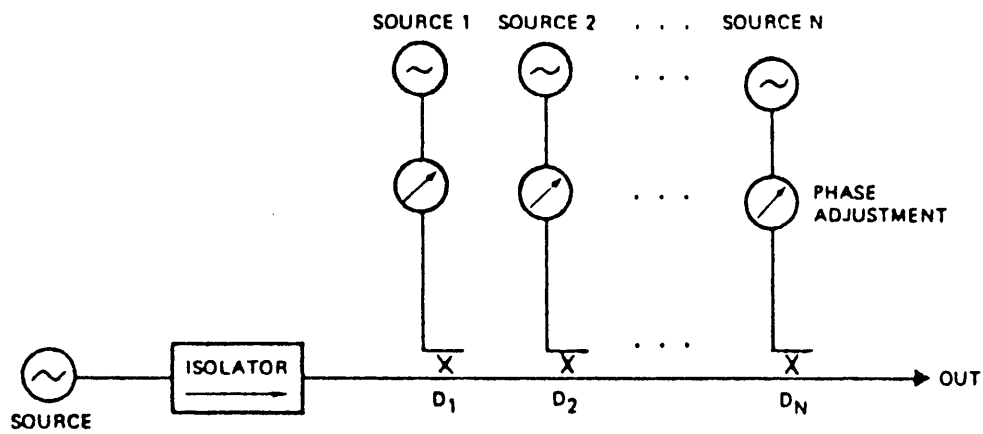 SOURCE 1 SOURCE 2 . . . SOURCE N
. . .
. . .
PHASE
ADJUSTMENT
. . .
ISOLATOR
OUT
D1 D2 DN
SOURCE